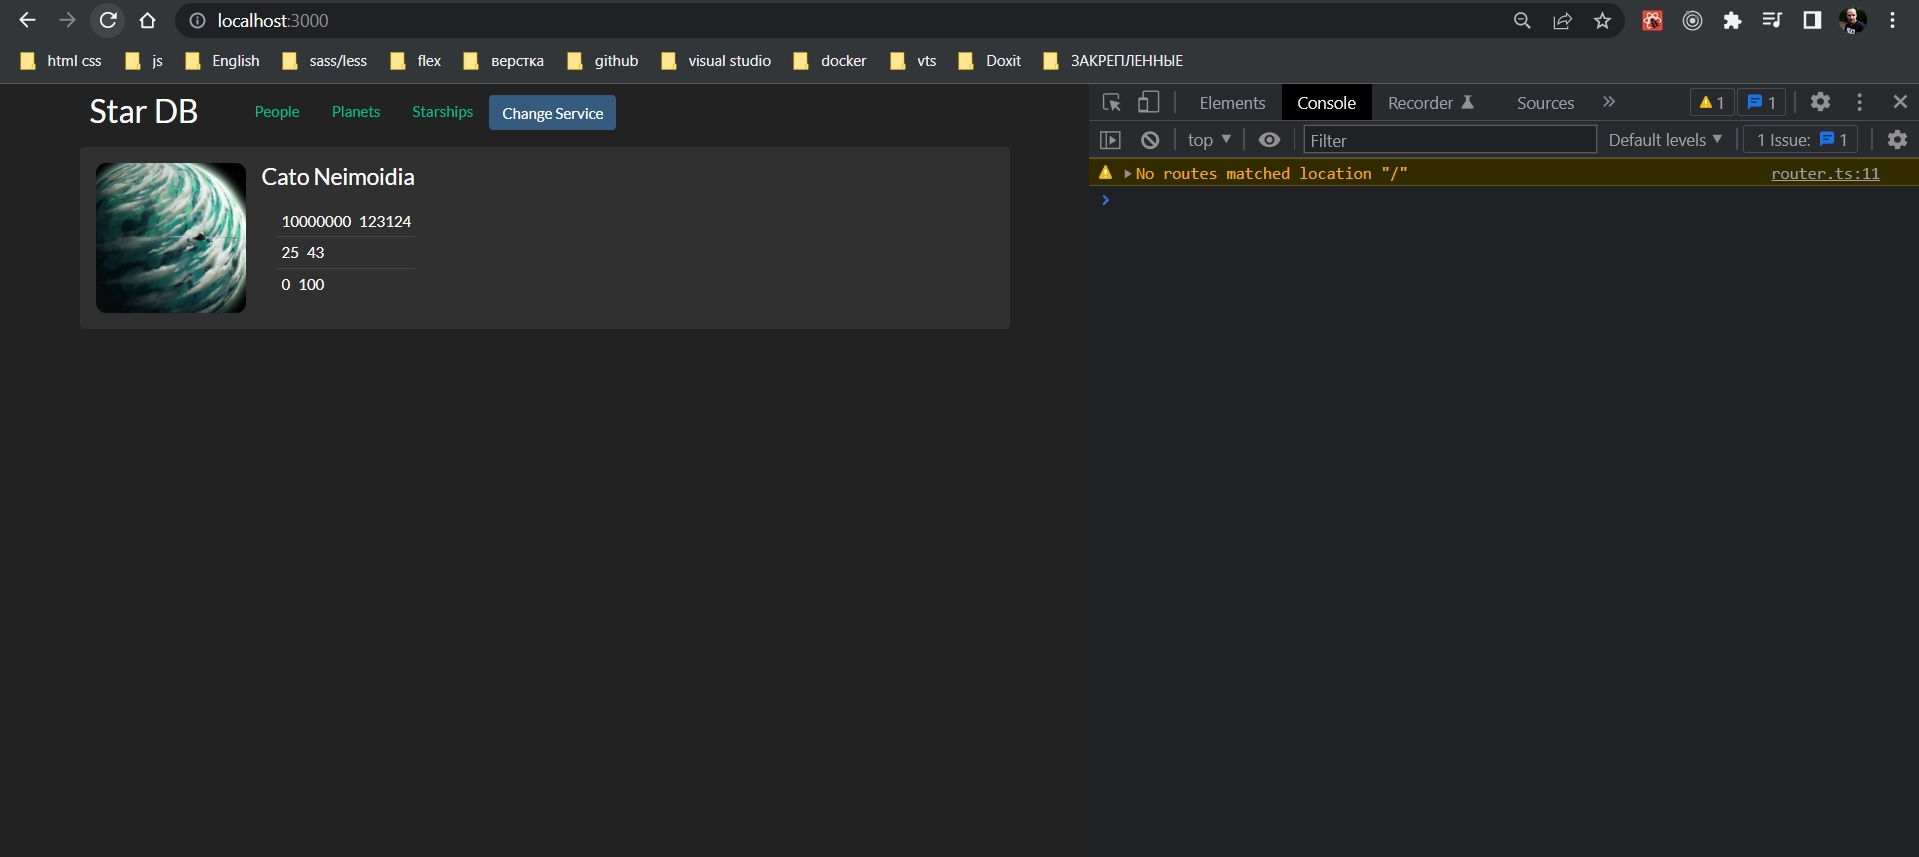 localhost:3000
html css js English sass/less flex верстка github visual studio docker vts Doxit ЗАКРЕПЛЕННЫЕ
Star DB People Planets Starships Change Service
Cato Neimoidia
10000000 123124
25 43
0 100
Elements Console Recorder Sources 1 1
top Filter Default levels 1 Issue: 1
No routes matched location "/" router.ts:11